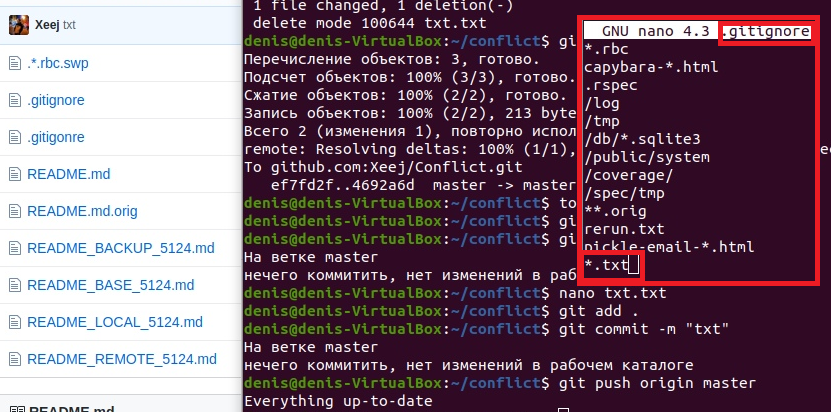 Xeej txt
.*.rbc.swp
.gitignore
.gitigonre
README.md
README.md.orig
README_BACKUP_5124.md
README_BASE_5124.md
README_LOCAL_5124.md
README_REMOTE_5124.md
README.md
1 file changed, 1 deletion(-)
delete mode 100644 txt.txt
denis@denis-VirtualBox:~/conflict$ git
Перечисление объектов: 3, готово.
Подсчет объектов: 100% (3/3), готово.
Сжатие объектов: 100% (2/2), готово.
Запись объектов: 100% (2/2), 213 byte
Всего 2 (изменения 1), повторно испол
remote: Resolving deltas: 100% (1/1),
To github.com:Xeej/Conflict.git
ef7fd2f..4692a6d master -> master
denis@denis-VirtualBox:~/conflict$ to
denis@denis-VirtualBox:~/conflict$ gi
denis@denis-VirtualBox:~/conflict$ gi
На ветке master
нечего коммитить, нет изменений в раб
denis@denis-VirtualBox:~/conflict$ nano txt.txt
denis@denis-VirtualBox:~/conflict$ git add .
denis@denis-VirtualBox:~/conflict$ git commit -m "txt"
На ветке master
нечего коммитить, нет изменений в рабочем каталоге
denis@denis-VirtualBox:~/conflict$ git push origin master
Everything up-to-date
GNU nano 4.3 .gitignore
*.rbc
capybara-*.html
.rspec
/log
/tmp
/db/*.sqlite3
/public/system
/coverage/
/spec/tmp
**.orig
rerun.txt
pickle-email-*.html
*.txt